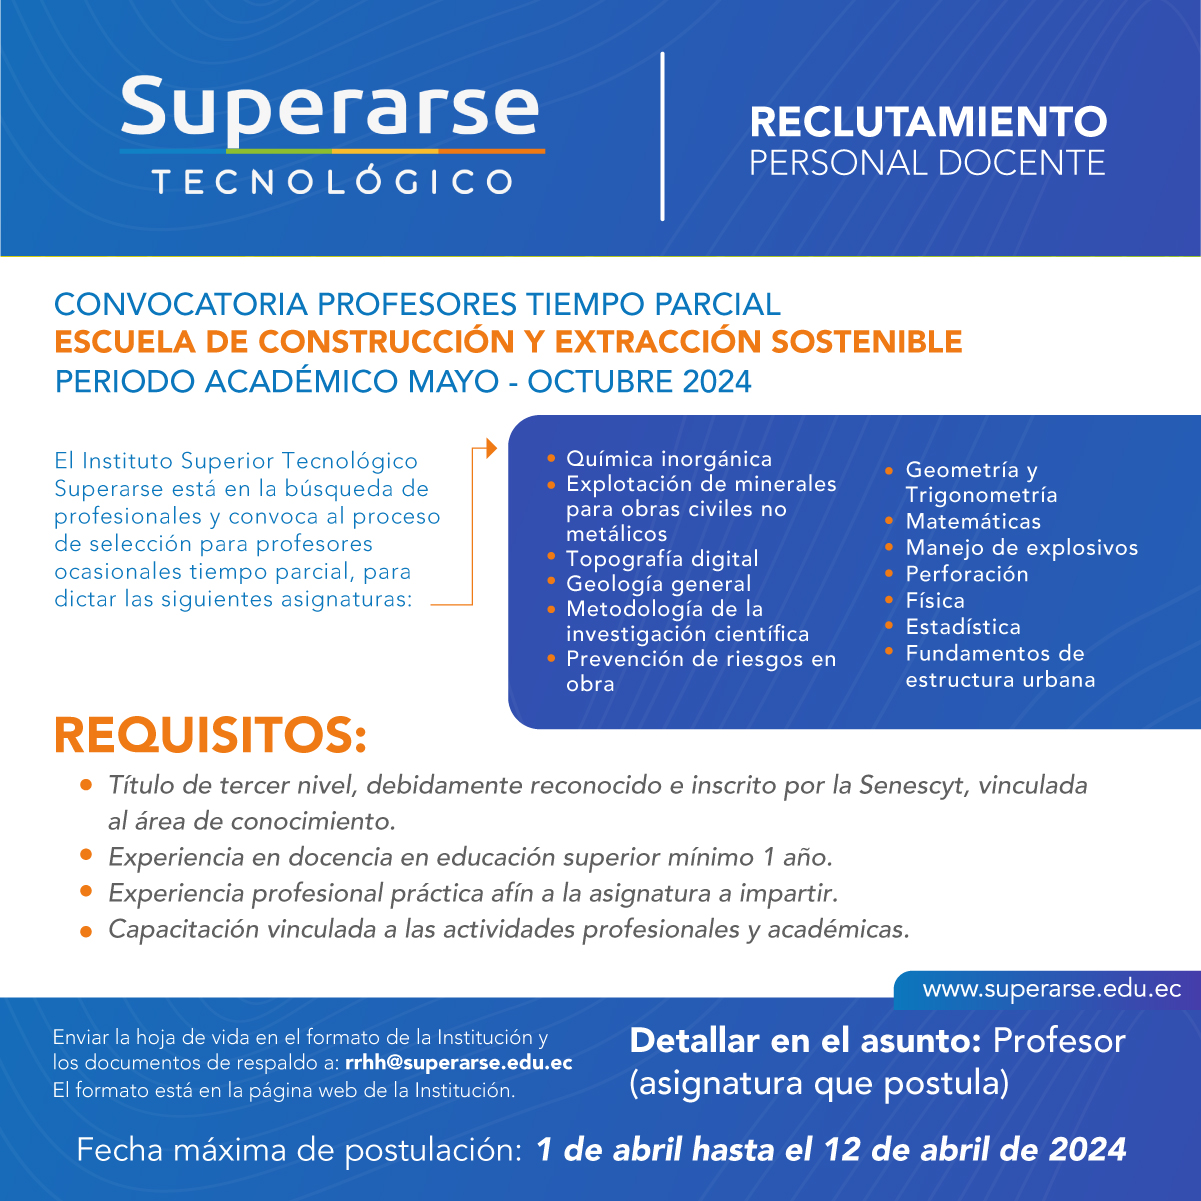 Superarse
TECNOLÓGICO
RECLUTAMIENTO
PERSONAL DOCENTE
CONVOCATORIA PROFESORES TIEMPO PARCIAL
ESCUELA DE CONSTRUCCIÓN Y EXTRACCIÓN SOSTENIBLE
PERIODO ACADÉMICO MAYO - OCTUBRE 2024
El Instituto Superior Tecnológico
Superarse está en la búsqueda de
profesionales y convoca al proceso
de selección para profesores
ocasionales tiempo parcial, para
dictar las siguientes asignaturas:
• Química inorgánica
• Explotación de minerales
para obras civiles no
metálicos
• Topografía digital
• Geología general
• Metodología de la
investigación científica
• Prevención de riesgos en
obra
• Geometría y
Trigonometría
• Matemáticas
• Manejo de explosivos
• Perforación
• Física
• Estadística
• Fundamentos de
estructura urbana
REQUISITOS:
• Título de tercer nivel, debidamente reconocido e inscrito por la Senescyt, vinculada
al área de conocimiento.
• Experiencia en docencia en educación superior mínimo 1 año.
• Experiencia profesional práctica afín a la asignatura a impartir.
• Capacitación vinculada a las actividades profesionales y académicas.
www.superarse.edu.ec
Enviar la hoja de vida en el formato de la Institución y
los documentos de respaldo a: rrhh@superarse.edu.ec
El formato está en la página web de la Institución.
Detallar en el asunto: Profesor
(asignatura que postula)
Fecha máxima de postulación: 1 de abril hasta el 12 de abril de 2024